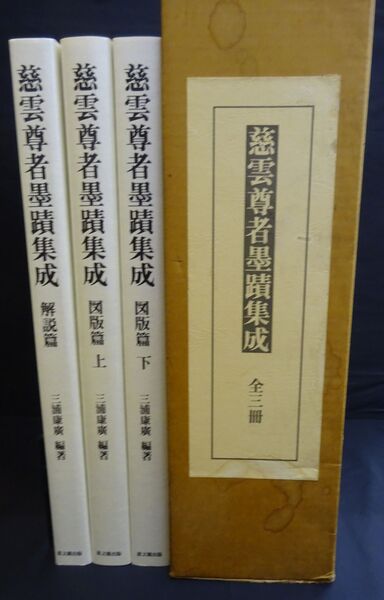 慈雲尊者墨蹟集成 解説篇 三浦康廣 編著
慈雲尊者墨蹟集成 図版篇 上 三浦康廣 編著
慈雲尊者墨蹟集成 図版篇 下 三浦康廣 編著
慈雲尊者墨蹟集成
全三冊